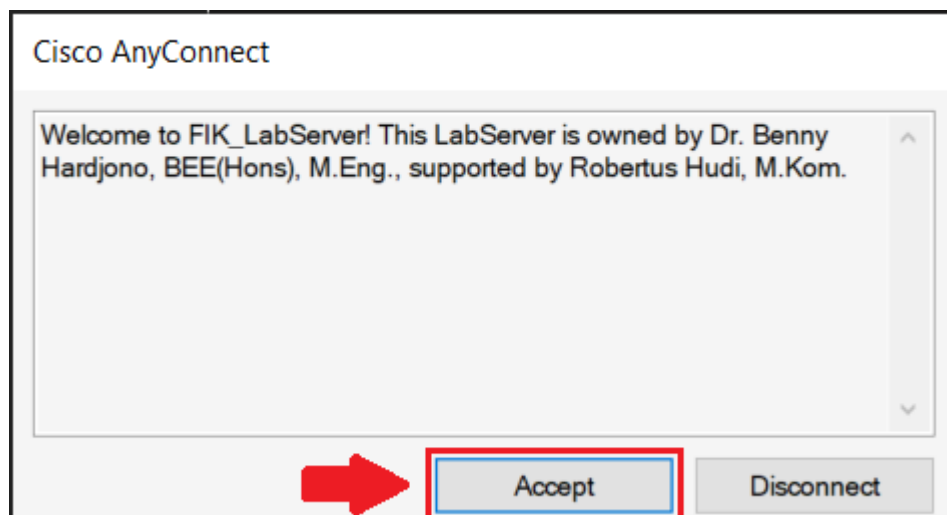 Cisco AnyConnect
Welcome to FIK_LabServer! This LabServer is owned by Dr. Benny
Hardjono, BEE(Hons), M.Eng., supported by Robertus Hudi, M.Kom.
Accept
Disconnect